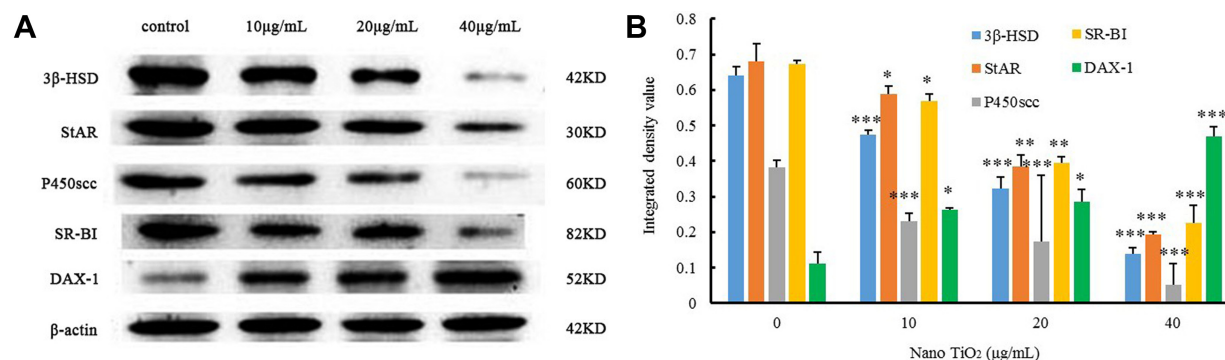 A
control 10μg/mL 20μg/mL 40μg/mL
3β-HSD 42KD
StAR 30KD
P450scc 60KD
SR-BI 82KD
DAX-1 52KD
β-actin 42KD
B
Integrated density value
0.8
0.7
0.6
0.5
0.4
0.3
0.2
0.1
0
3β-HSD SR-BI
StAR DAX-1
P450scc
*** * *** * *
*** ** *** ** *
*** *** *** *** ***
0 10 20 40
Nano TiO₂ (μg/mL)